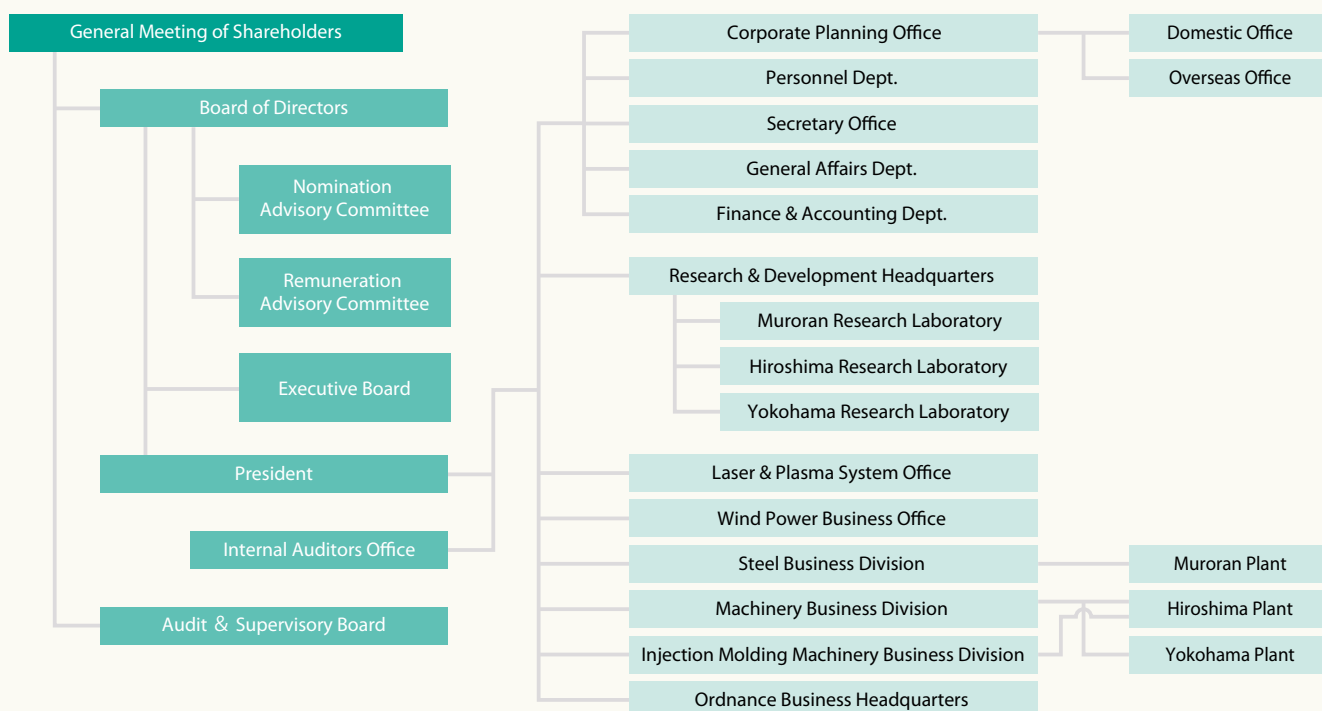 General Meeting of Shareholders
Board of Directors
Nomination
Advisory Committee
Remuneration
Advisory Committee
Executive Board
President
Internal Auditors Office
Audit & Supervisory Board
Corporate Planning Office
Personnel Dept.
Secretary Office
General Affairs Dept.
Finance & Accounting Dept.
Research & Development Headquarters
Muroran Research Laboratory
Hiroshima Research Laboratory
Yokohama Research Laboratory
Laser & Plasma System Office
Wind Power Business Office
Steel Business Division
Machinery Business Division
Injection Molding Machinery Business Division
Ordnance Business Headquarters
Domestic Office
Overseas Office
Muroran Plant
Hiroshima Plant
Yokohama Plant